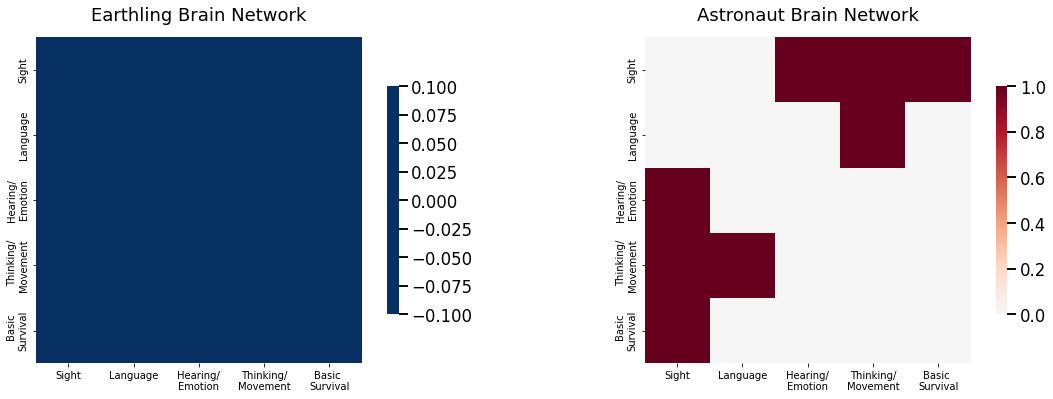 Earthling Brain Network
Sight
Language
Hearing/
Emotion
Thinking/
Movement
Basic
Survival
Sight
Language
Hearing/
Emotion
Thinking/
Movement
Basic
Survival
0.100
0.075
0.050
0.025
0.000
−0.025
−0.050
−0.075
−0.100
Astronaut Brain Network
Sight
Language
Hearing/
Emotion
Thinking/
Movement
Basic
Survival
Sight
Language
Hearing/
Emotion
Thinking/
Movement
Basic
Survival
1.0
0.8
0.6
0.4
0.2
0.0